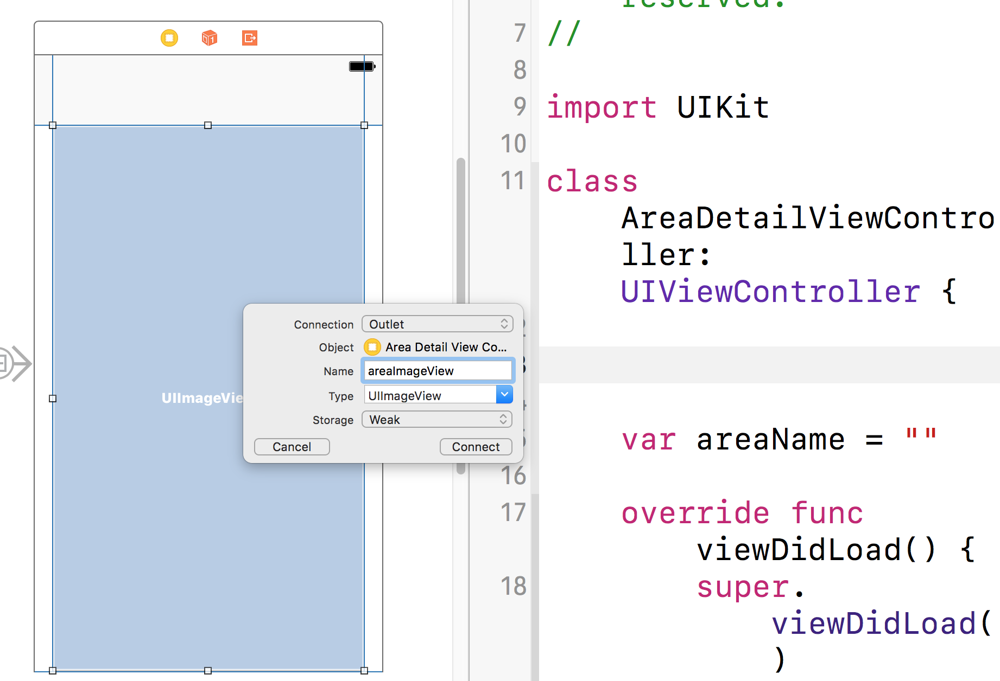 UIImageVie
Connection Outlet
Object Area Detail View Co...
Name areaImageView
Type UIImageView
Storage Weak
Cancel Connect
reserved.
7 //
8
9 import UIKit
10
11 class
AreaDetailViewContro
ller:
UIViewController {
var areaName = ""
16
17 override func
viewDidLoad() {
18 super.
viewDidLoad(
)